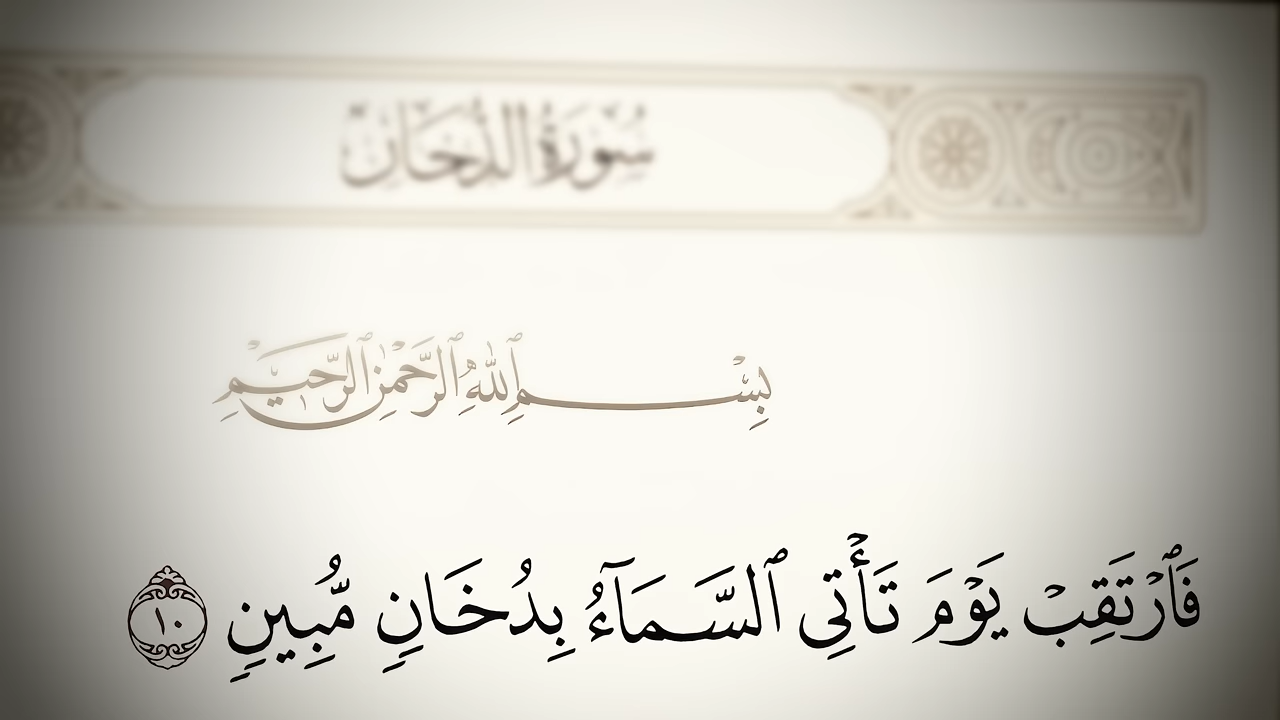 سُورَةُ الدُّخَانِ
بِسْمِ ٱللَّهِ ٱلرَّحْمَٰنِ ٱلرَّحِيمِ
فَٱرْتَقِبْ يَوْمَ تَأْتِى ٱلسَّمَآءُ بِدُخَانٍ مُّبِينٍ ١٠